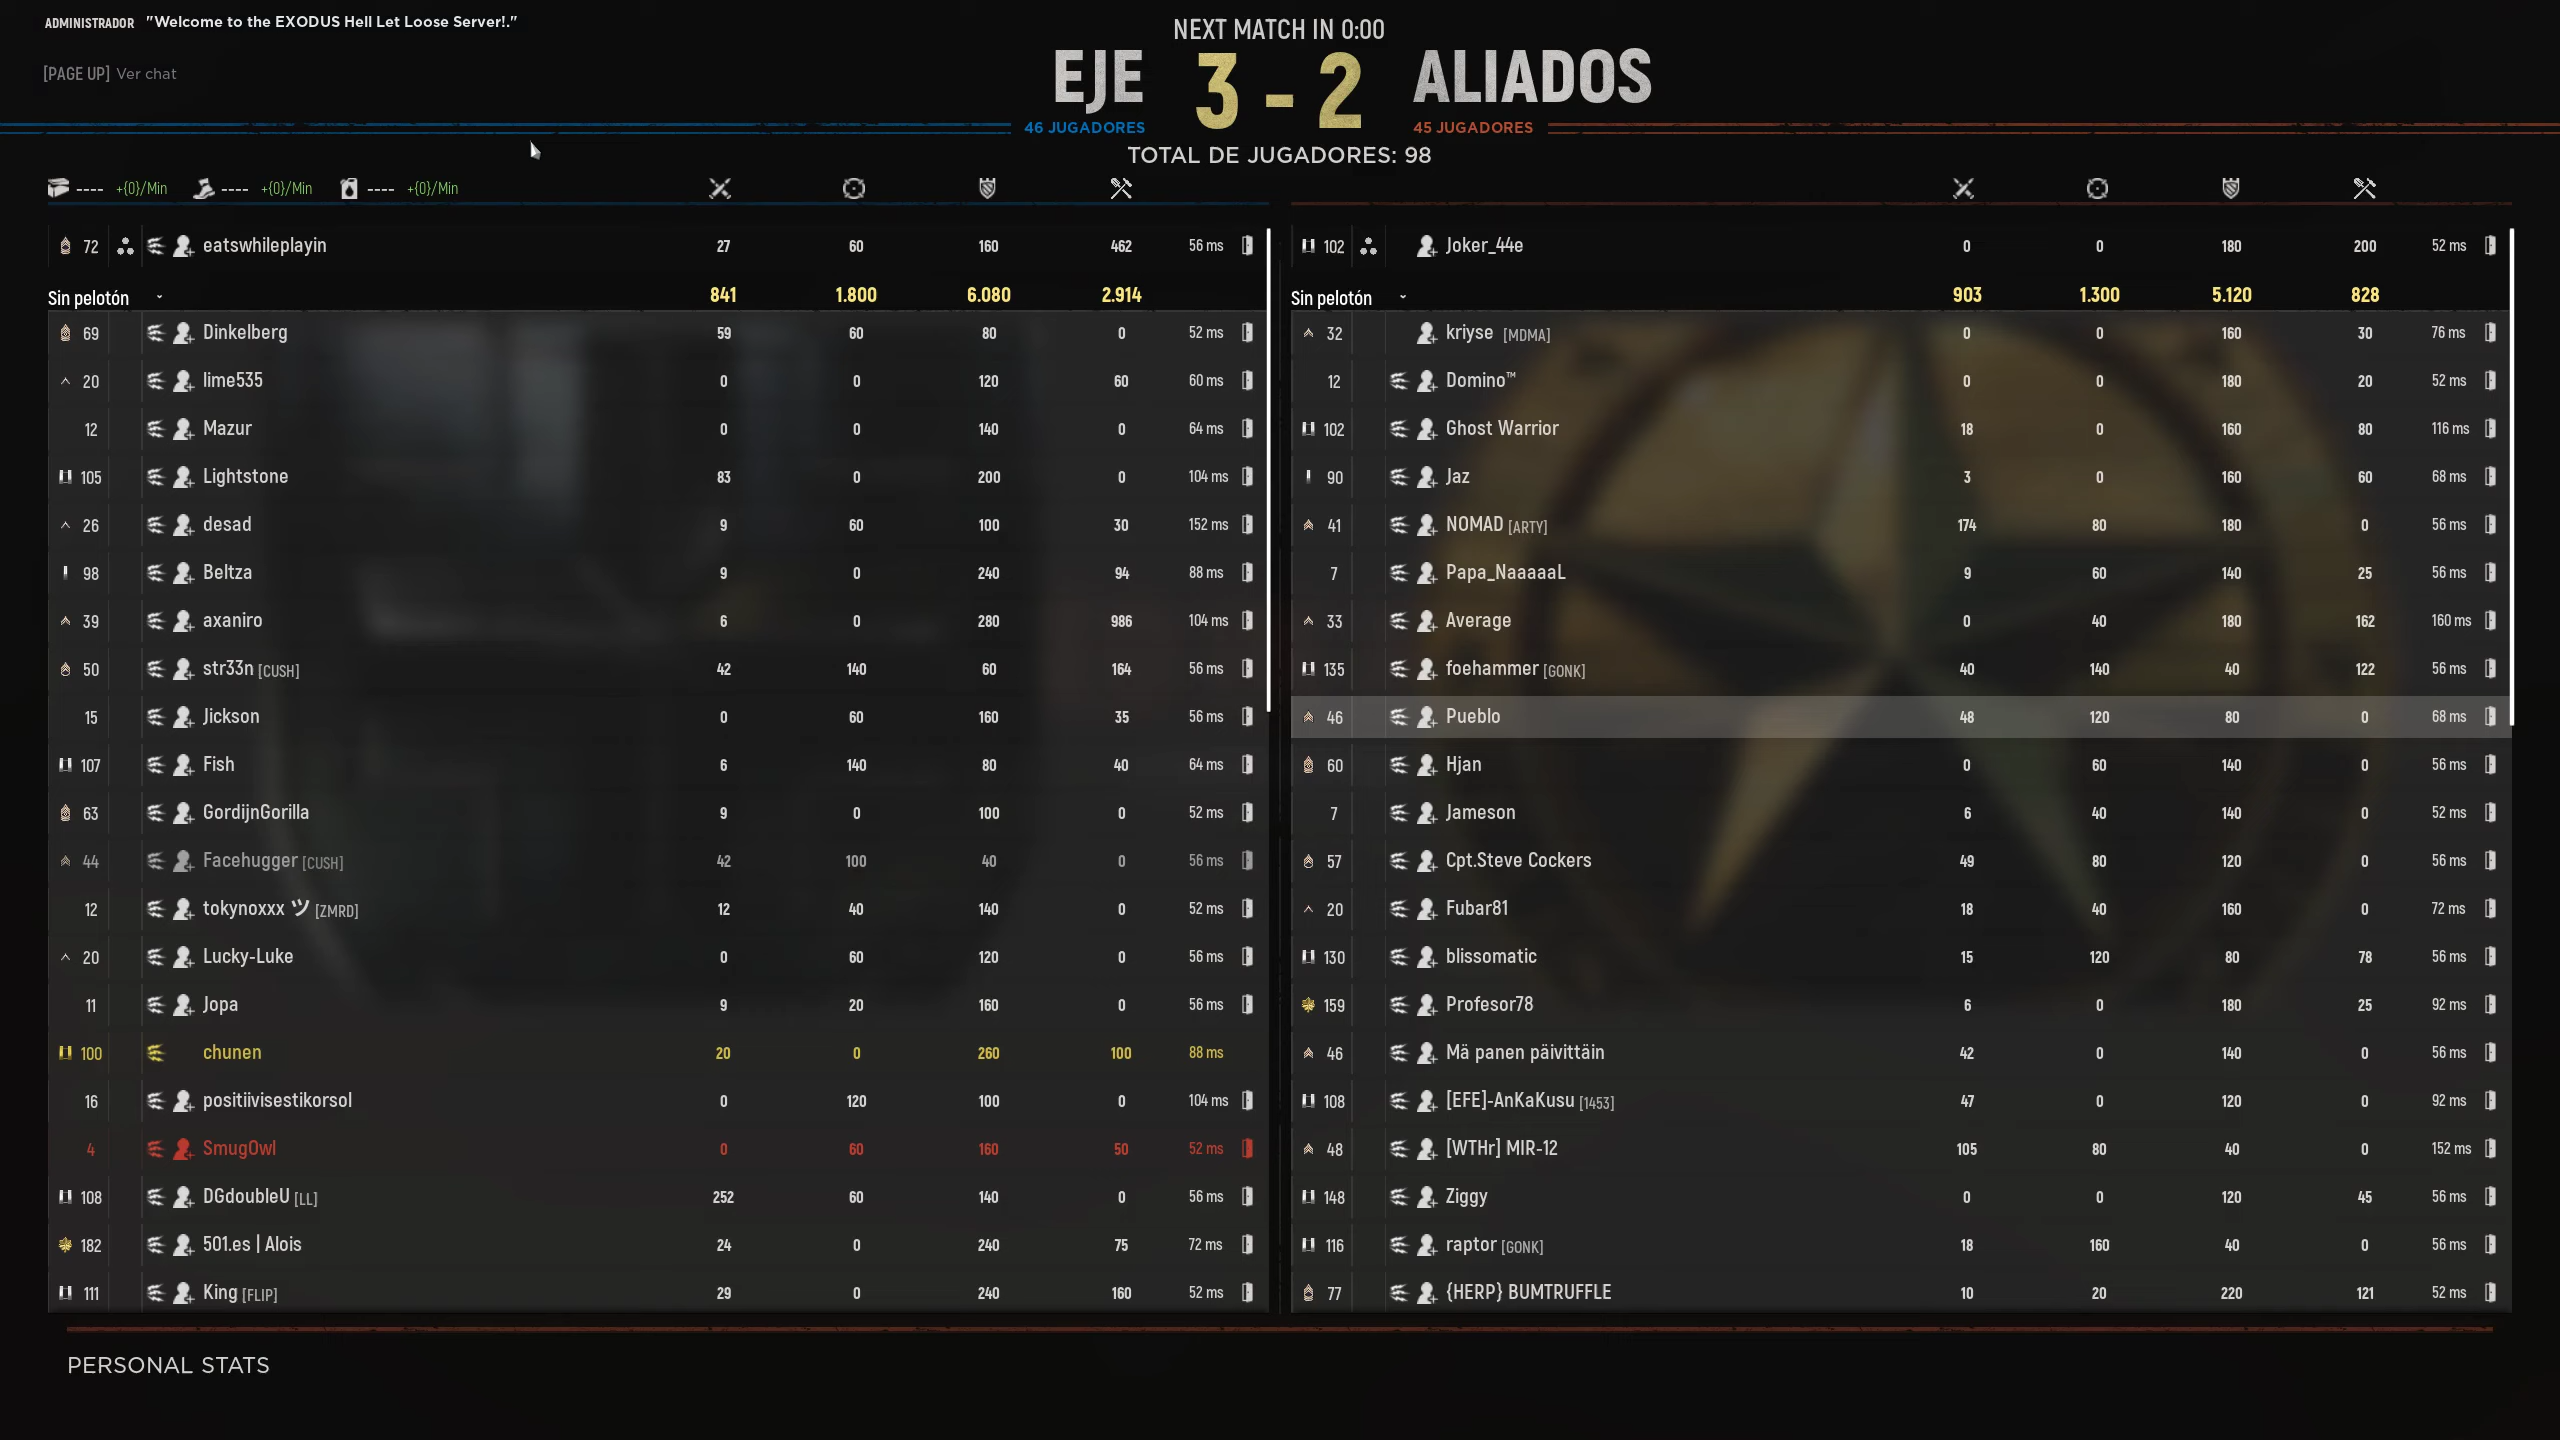 ADMINISTRADOR "Welcome to the EXODUS Hell Let Loose Server!."
[PAGE UP] Ver chat
NEXT MATCH IN 0:00
EJE 3 - 2 ALIADOS
46 JUGADORES 45 JUGADORES
TOTAL DE JUGADORES: 98
---- +{0}/Min ---- +{0}/Min ---- +{0}/Min
72 eatswhileplayin 27 60 160 462 56 ms
Sin pelotón 841 1.800 6.080 2.914
69 Dinkelberg 59 60 80 0 52 ms
20 lime535 0 0 120 60 60 ms
12 Mazur 0 0 140 0 64 ms
105 Lightstone 83 0 200 0 104 ms
26 desad 9 60 100 30 152 ms
98 Beltza 9 0 240 94 88 ms
39 axaniro 6 0 280 986 104 ms
50 str33n [CUSH] 42 140 60 164 56 ms
15 Jickson 0 60 160 35 56 ms
107 Fish 6 140 80 40 64 ms
63 GordijnGorilla 9 0 100 0 52 ms
44 Facehugger [CUSH] 42 100 40 0 56 ms
12 tokynoxxx ツ [ZMRD] 12 40 140 0 52 ms
20 Lucky-Luke 0 60 120 0 56 ms
11 Jopa 9 20 160 0 56 ms
100 chunen 20 0 260 100 88 ms
16 positiivisestikorsol 0 120 100 0 104 ms
4 SmugOwl 0 60 160 50 52 ms
108 DGdoubleU [LL] 252 60 140 0 56 ms
182 501.es | Alois 24 0 240 75 72 ms
111 King [FLIP] 29 0 240 160 52 ms
102 Joker_44e 0 0 180 200 52 ms
Sin pelotón 903 1.300 5.120 828
32 kriyse [MDMA] 0 0 160 30 76 ms
12 Domino™ 0 0 180 20 52 ms
102 Ghost Warrior 18 0 160 80 116 ms
90 Jaz 3 0 160 60 68 ms
41 NOMAD [ARTY] 174 80 180 0 56 ms
7 Papa_NaaaaaL 9 60 140 25 56 ms
33 Average 0 40 180 162 160 ms
135 foehammer [GONK] 40 140 40 122 56 ms
46 Pueblo 48 120 80 0 68 ms
60 Hjan 0 60 140 0 56 ms
7 Jameson 6 40 140 0 52 ms
57 Cpt.Steve Cockers 49 80 120 0 56 ms
20 Fubar81 18 40 160 0 72 ms
130 blissomatic 15 120 80 78 56 ms
159 Profesor78 6 0 180 25 92 ms
46 Mä panen päivittäin 42 0 140 0 56 ms
108 [EFE]-AnKaKusu [1453] 47 0 120 0 92 ms
48 [WTHr] MIR-12 105 80 40 0 152 ms
148 Ziggy 0 0 120 45 56 ms
116 raptor [GONK] 18 160 40 0 56 ms
77 {HERP} BUMTRUFFLE 10 20 220 121 52 ms
PERSONAL STATS